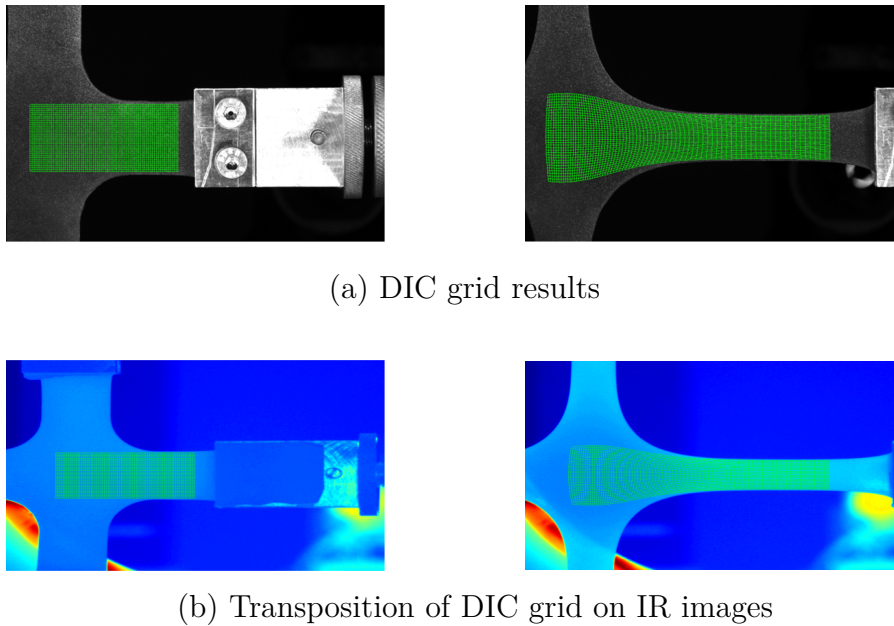 (a) DIC grid results
(b) Transposition of DIC grid on IR images